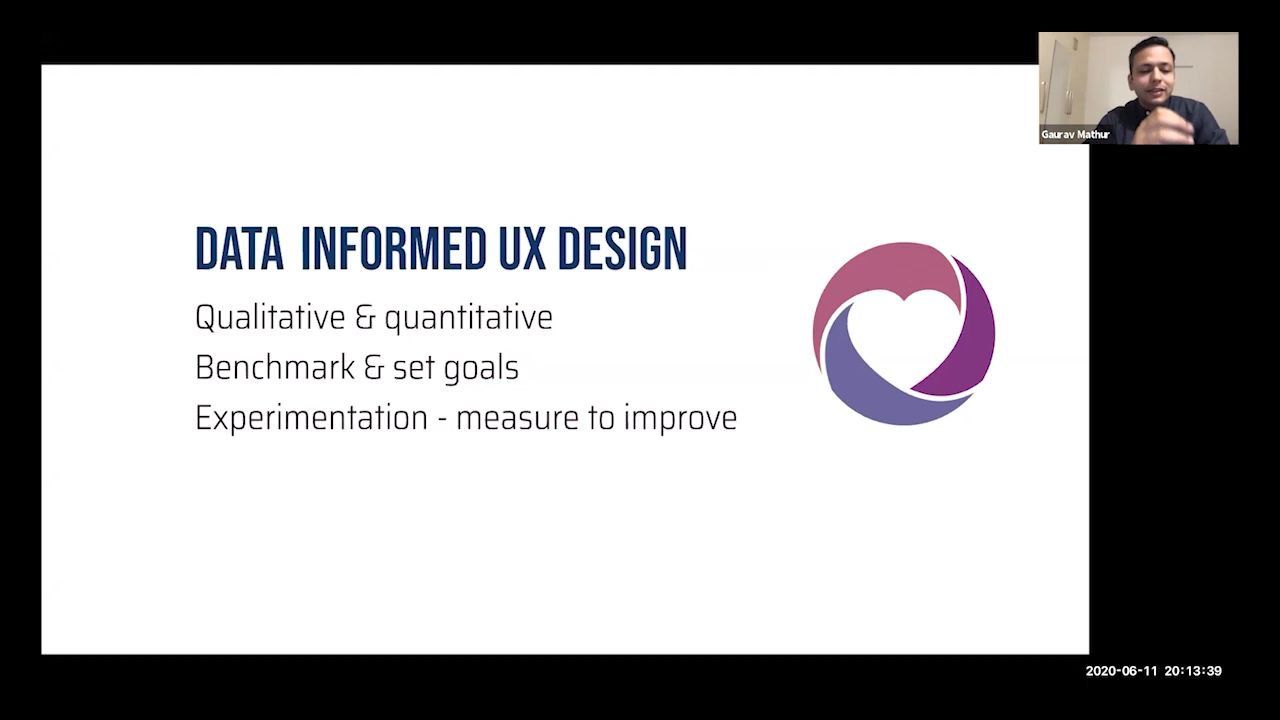 Gaurav Mathur
DATA INFORMED UX DESIGN
Qualitative & quantitative
Benchmark & set goals
Experimentation - measure to improve
2020-06-11 20:13:39